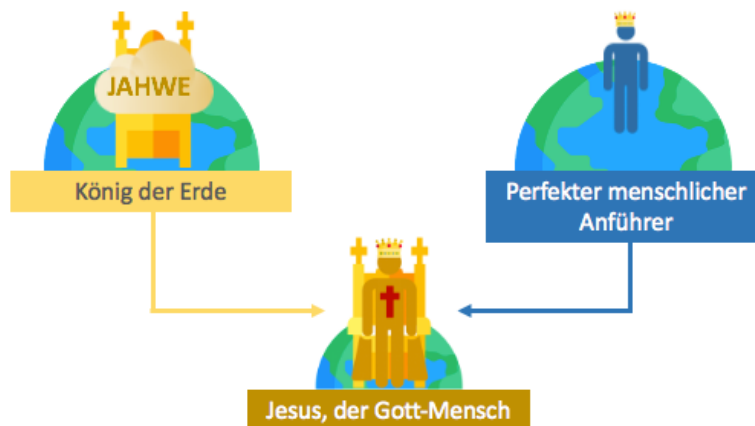 JAHWE
König der Erde
Perfekter menschlicher
Anführer
Jesus, der Gott-Mensch